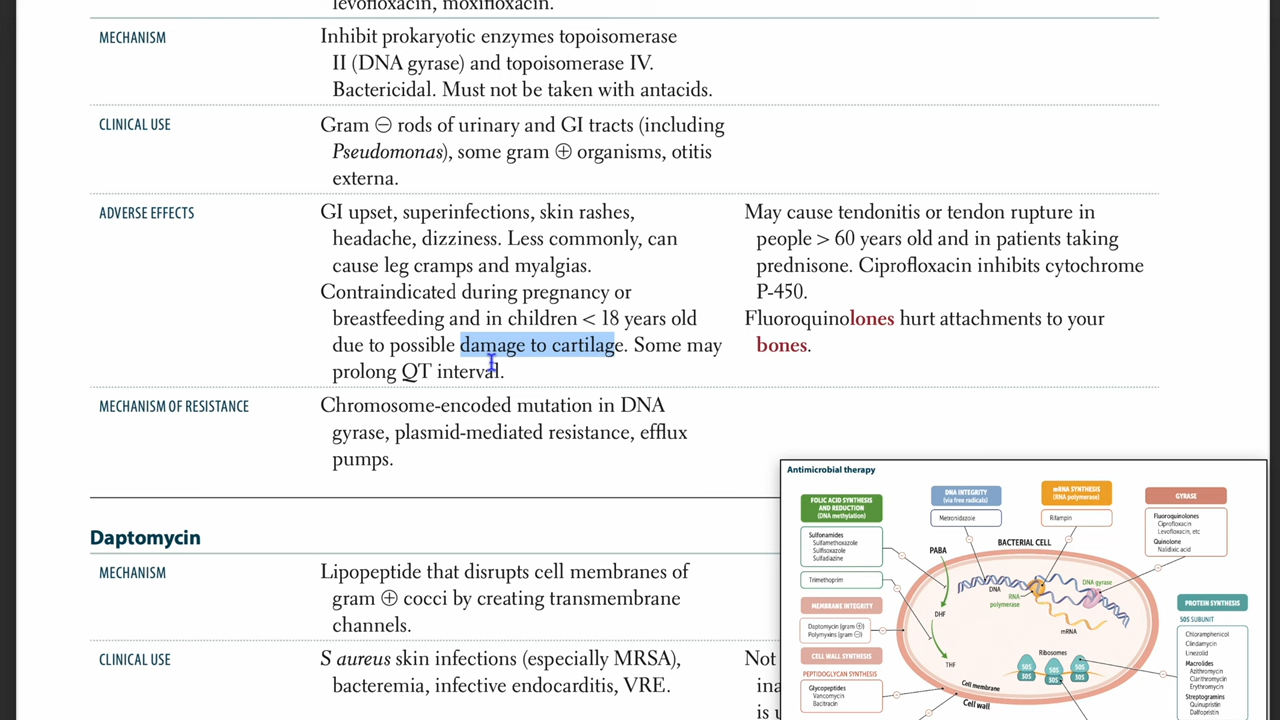 levofloxacin, moxifloxacin.
MECHANISM
Inhibit prokaryotic enzymes topoisomerase
II (DNA gyrase) and topoisomerase IV.
Bactericidal. Must not be taken with antacids.
CLINICAL USE
Gram ⊖ rods of urinary and GI tracts (including
Pseudomonas), some gram ⊕ organisms, otitis
externa.
ADVERSE EFFECTS
GI upset, superinfections, skin rashes,
headache, dizziness. Less commonly, can
cause leg cramps and myalgias.
Contraindicated during pregnancy or
breastfeeding and in children < 18 years old
due to possible damage to cartilage. Some may
prolong QT interval.
May cause tendonitis or tendon rupture in
people > 60 years old and in patients taking
prednisone. Ciprofloxacin inhibits cytochrome
P-450.
Fluoroquinolones hurt attachments to your
bones.
MECHANISM OF RESISTANCE
Chromosome-encoded mutation in DNA
gyrase, plasmid-mediated resistance, efflux
pumps.
Daptomycin
MECHANISM
Lipopeptide that disrupts cell membranes of
gram ⊕ cocci by creating transmembrane
channels.
CLINICAL USE
S aureus skin infections (especially MRSA),
bacteremia, infective endocarditis, VRE.
Not
ina
is u
Antimicrobial therapy
FOLIC ACID SYNTHESIS
AND REDUCTION
(DNA methylation)
Sulfonamides
Sulfamethoxazole
Sulfisoxazole
Sulfadiazine
Trimethoprim
MEMBRANE INTEGRITY
Daptomycin (gram ⊕)
Polymyxins (gram ⊖)
CELL WALL SYNTHESIS
PEPTIDOGLYCAN SYNTHESIS
Glycopeptides
Vancomycin
Bacitracin
DNA INTEGRITY
(via free radicals)
Metronidazole
mRNA SYNTHESIS
(RNA polymerase)
Rifampin
GYRASE
Fluoroquinolones
Ciprofloxacin
Levofloxacin, etc
Quinolone
Nalidixic acid
BACTERIAL CELL
PABA
DHF
THF
DNA
RNA
polymerase
DNA gyrase
mRNA
Ribosomes
50S 50S 50S
30S 30S 30S
Cell membrane
Cell wall
PROTEIN SYNTHESIS
50S SUBUNIT
Chloramphenicol
Clindamycin
Linezolid
Macrolides
Azithromycin
Clarithromycin
Erythromycin
Streptogramins
Quinupristin
Dalfopristin